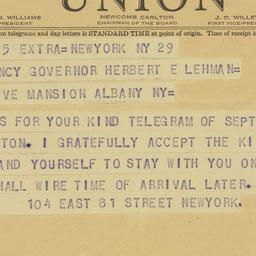 UNION
J. WILLIAMS NEWCOMB CARLTON J. C. WILLE
PRESIDENT CHAIRMAN OF THE BOARD FIRST VICE-PRESID
on telegrams and day letters is STANDARD TIME at point of origin. Time of receipt is
5 EXTRA=NEWYORK NY 29
NCY GOVERNOR HERBERT E LEHMAN=
VE MANSION ALBANY NY=
S FOR YOUR KIND TELEGRAM OF SEPT
TON. I GRATEFULLY ACCEPT THE KI
AND YOURSELF TO STAY WITH YOU ON
HALL WIRE TIME OF ARRIVAL LATER.
104 EAST 81 STREET NEWYORK.